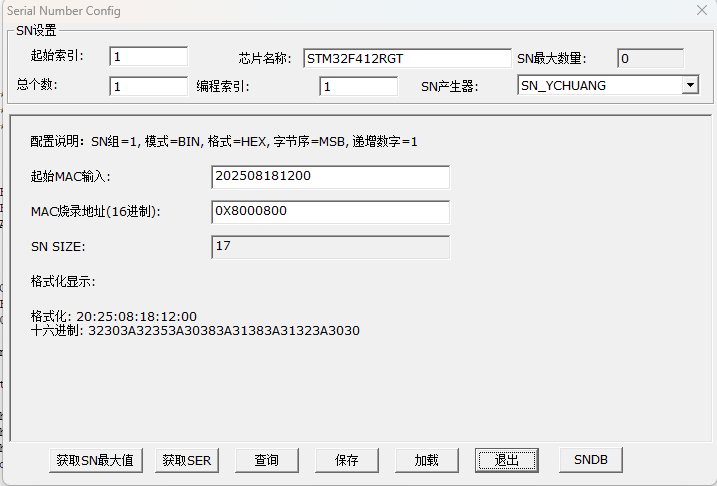 Serial Number Config
SN设置
起始索引: 1 芯片名称: STM32F412RGT SN最大数量: 0
总个数: 1 编程索引: 1 SN产生器: SN_YCHUANG
配置说明: SN组=1, 模式=BIN, 格式=HEX, 字节序=MSB, 递增数字=1
起始MAC输入: 202508181200
MAC烧录地址(16进制): 0X8000800
SN SIZE: 17
格式化显示:
格式化: 20:25:08:18:12:00
十六进制: 32303A32353A30383A31383A31323A3030
获取SN最大值 获取SER 查询 保存 加载 退出 SNDB